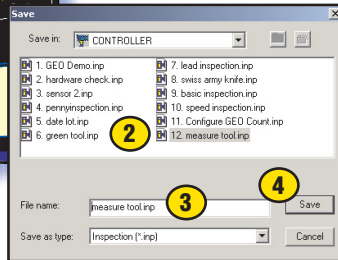 Save
Save in: CONTROLLER
1. GEO Demo.inp
2. hardware check.inp
3. sensor 2.inp
4. pennyinspection.inp
5. date lot.inp
6. green tool.inp
7. lead inspection.inp
8. swiss army knife.inp
9. basic inspection.inp
10. speed inspection.inp
11. Configure GEO Count.inp
12. measure tool.inp
2
3
4
File name: measure tool.inp Save
Save as type: Inspection (*.inp) Cancel